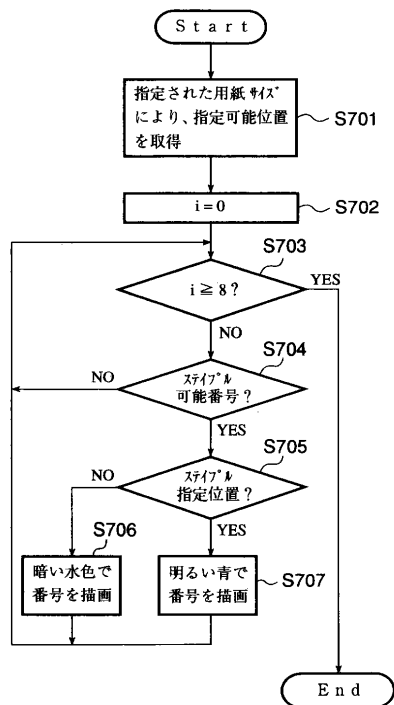 Start
指定された用紙サイズ
により、指定可能位置
を取得
S701
i=0
S702
S703
i≧8?
YES
NO
S704
NO
ステイプル
可能番号?
YES
S705
NO
ステイプル
指定位置?
S706
YES
暗い水色で
番号を描画
明るい青で
番号を描画
S707
End